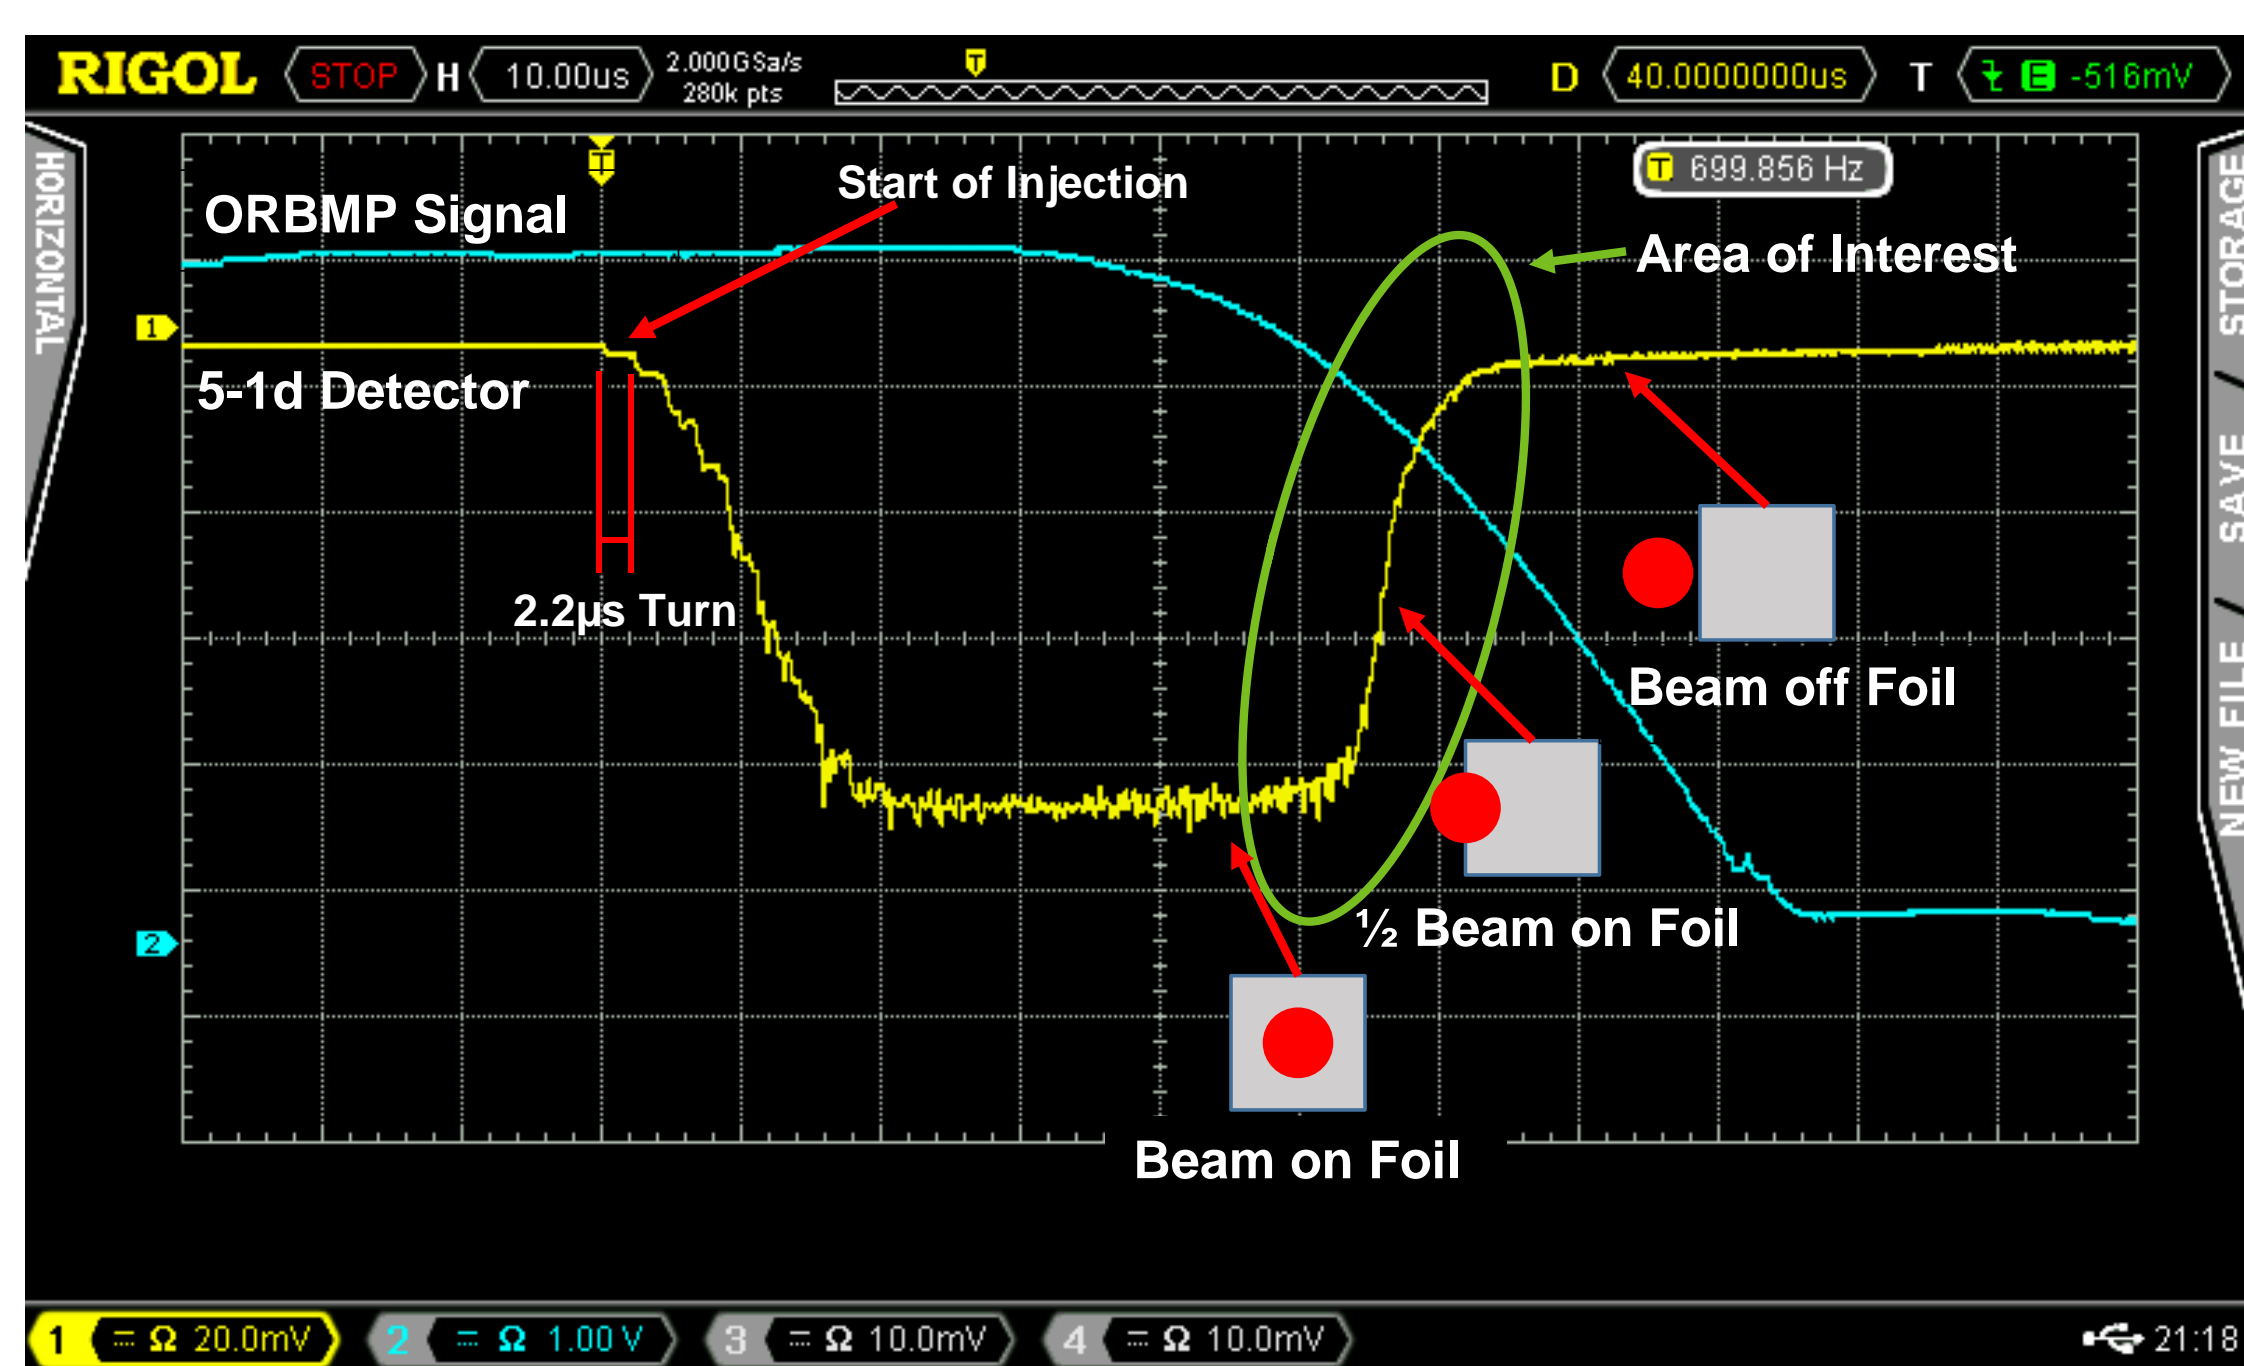 RIGOL STOP H 10.00us 2.000GSa/s D 40.0000000us T E -516mV
280k pts
T
HORIZONTAL
T
Start of Injection
T 699.856 Hz
STORAGE
ORBMP Signal
Area of Interest
1
5-1d Detector
SAVE
2.2µs Turn
Beam off Foil
NEW FILE
½ Beam on Foil
2
Beam on Foil
1 = Ω 20.0mV 2 = Ω 1.00 V 3 = Ω 10.0mV 4 = Ω 10.0mV 21:18